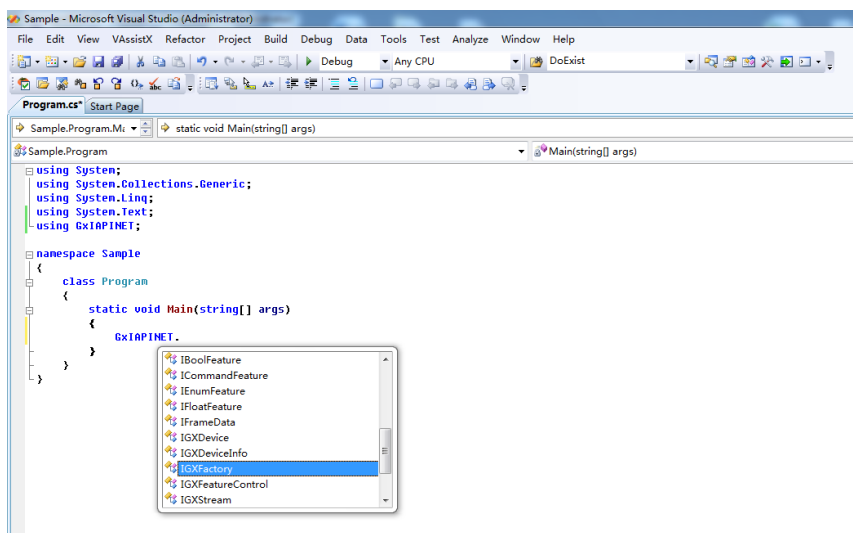 Sample - Microsoft Visual Studio (Administrator)
File Edit View VAssistX Refactor Project Build Debug Data Tools Test Analyze Window Help
Debug Any CPU DoExist
Program.cs* Start Page
Sample.Program.Ma static void Main(string[] args)
Sample.Program Main(string[] args)
using System;
using System.Collections.Generic;
using System.Linq;
using System.Text;
using GxIAPINET;
namespace Sample
{
class Program
{
static void Main(string[] args)
{
GxIAPINET.
}
}
}
IBoolFeature
ICommandFeature
IEnumFeature
IFloatFeature
IFrameData
IGXDevice
IGXDeviceInfo
IGXFactory
IGXFeatureControl
IGXStream